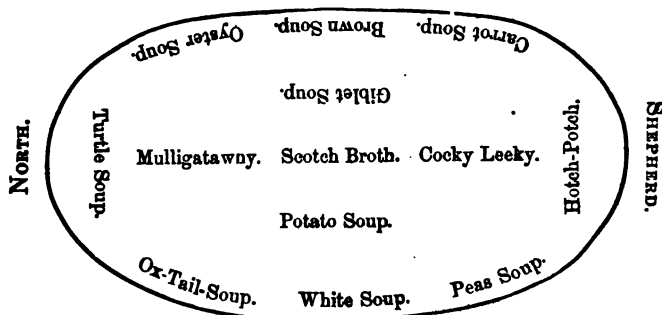 Oyster Soup. Brown Soup. Carrot Soup.
Giblet Soup.
NORTH. Turtle Soup. Mulligatawny. Scotch Broth. Cocky Leeky. Hotch-Potch. SHEPHERD.
Potato Soup.
Ox-Tail-Soup. White Soup. Peas Soup.